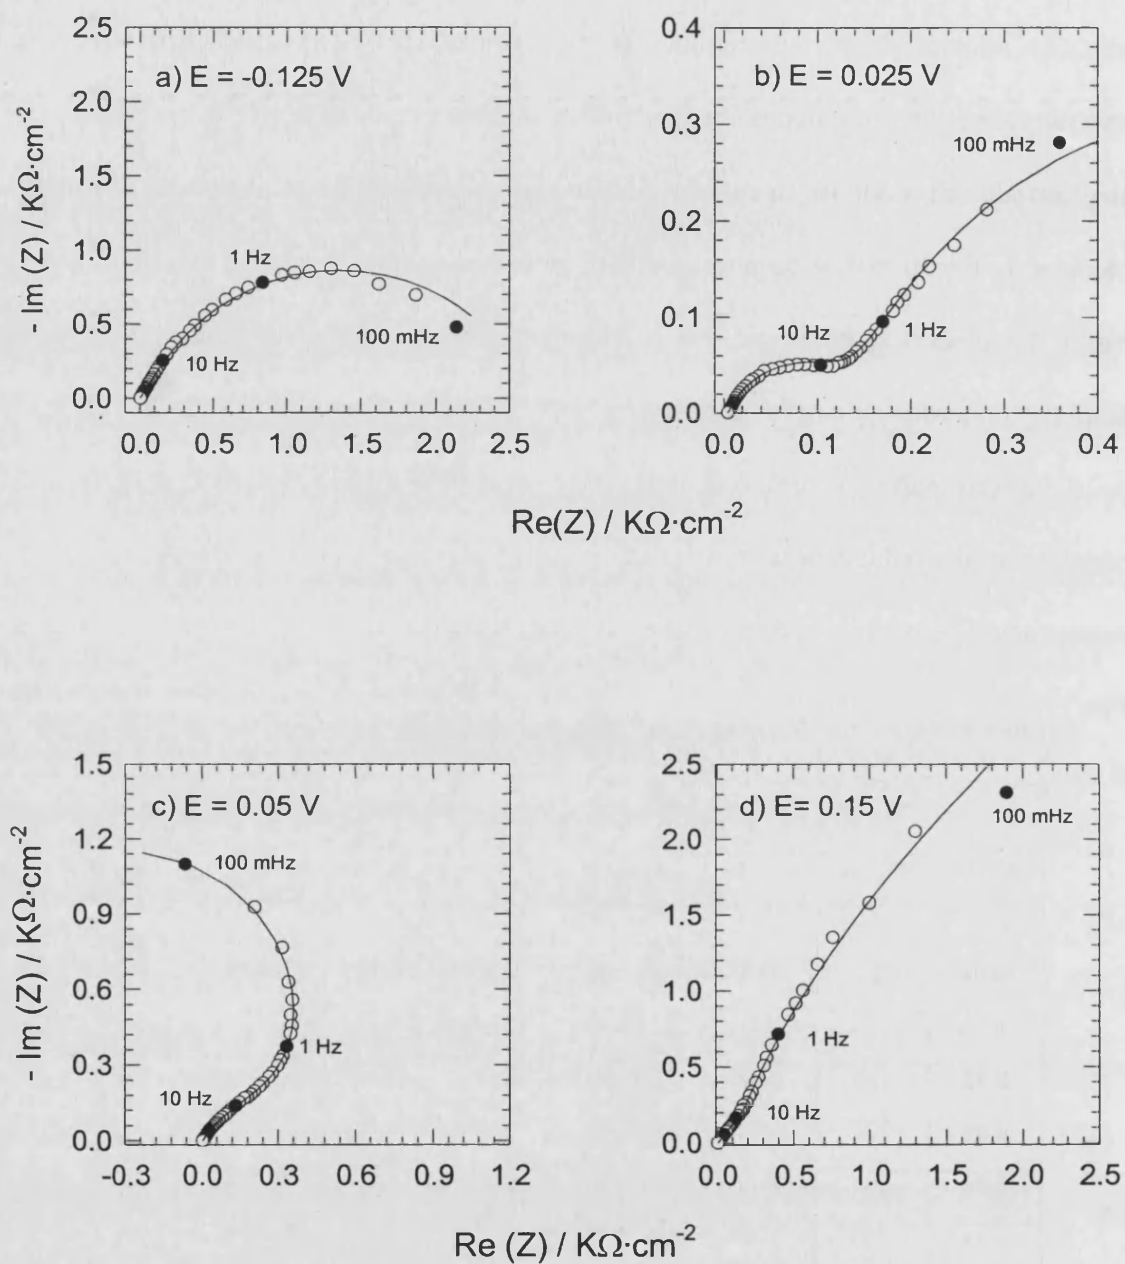 a) E = -0.125 V
2.5
2.0
1.5
1.0
0.5
0.0
1 Hz
10 Hz
100 mHz
0.0 0.5 1.0 1.5 2.0 2.5
- Im (Z) / KΩ·cm⁻²
b) E = 0.025 V
0.4
0.3
0.2
0.1
0.0
100 mHz
10 Hz
1 Hz
0.0 0.1 0.2 0.3 0.4
Re(Z) / KΩ·cm⁻²
c) E = 0.05 V
1.5
1.2
0.9
0.6
0.3
0.0
100 mHz
1 Hz
10 Hz
-0.3 0.0 0.3 0.6 0.9 1.2
- Im (Z) / KΩ·cm⁻²
d) E= 0.15 V
2.5
2.0
1.5
1.0
0.5
0.0
100 mHz
1 Hz
10 Hz
0.0 0.5 1.0 1.5 2.0 2.5
Re (Z) / KΩ·cm⁻²